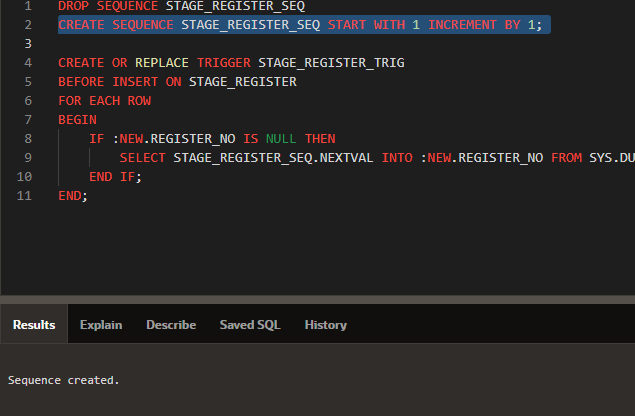 1 DROP SEQUENCE STAGE_REGISTER_SEQ
2 CREATE SEQUENCE STAGE_REGISTER_SEQ START WITH 1 INCREMENT BY 1;
3
4 CREATE OR REPLACE TRIGGER STAGE_REGISTER_TRIG
5 BEFORE INSERT ON STAGE_REGISTER
6 FOR EACH ROW
7 BEGIN
8     IF :NEW.REGISTER_NO IS NULL THEN
9         SELECT STAGE_REGISTER_SEQ.NEXTVAL INTO :NEW.REGISTER_NO FROM SYS.DU
10     END IF;
11 END;
Results Explain Describe Saved SQL History
Sequence created.